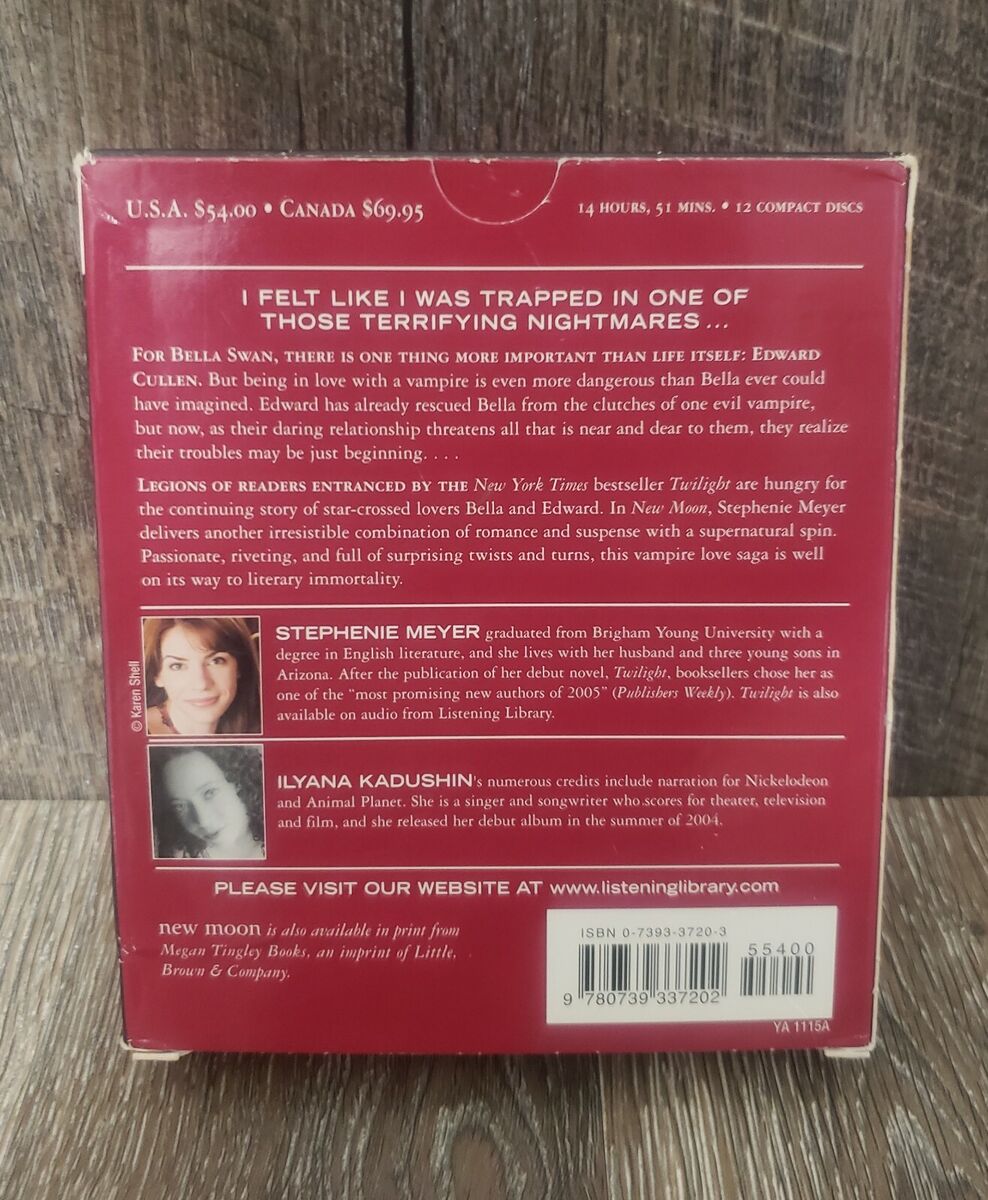 U.S.A. $54.00 • CANADA $69.95
14 HOURS, 51 MINS. • 12 COMPACT DISCS
I FELT LIKE I WAS TRAPPED IN ONE OF
THOSE TERRIFYING NIGHTMARES ...
FOR BELLA SWAN, THERE IS ONE THING MORE IMPORTANT THAN LIFE ITSELF: EDWARD
CULLEN. But being in love with a vampire is even more dangerous than Bella ever could
have imagined. Edward has already rescued Bella from the clutches of one evil vampire,
but now, as their daring relationship threatens all that is near and dear to them, they realize
their troubles may be just beginning. . . .
LEGIONS OF READERS ENTRANCED BY THE New York Times bestseller Twilight are hungry for
the continuing story of star-crossed lovers Bella and Edward. In New Moon, Stephenie Meyer
delivers another irresistible combination of romance and suspense with a supernatural spin.
Passionate, riveting, and full of surprising twists and turns, this vampire love saga is well
on its way to literary immortality.
© Karen Shell
STEPHENIE MEYER graduated from Brigham Young University with a
degree in English literature, and she lives with her husband and three young sons in
Arizona. After the publication of her debut novel, Twilight, booksellers chose her as
one of the "most promising new authors of 2005" (Publishers Weekly). Twilight is also
available on audio from Listening Library.
ILYANA KADUSHIN's numerous credits include narration for Nickelodeon
and Animal Planet. She is a singer and songwriter who scores for theater, television
and film, and she released her debut album in the summer of 2004.
PLEASE VISIT OUR WEBSITE AT www.listeninglibrary.com
new moon is also available in print from
Megan Tingley Books, an imprint of Little,
Brown & Company.
ISBN 0-7393-3720-3
55400
9 780739 337202
YA 1115A